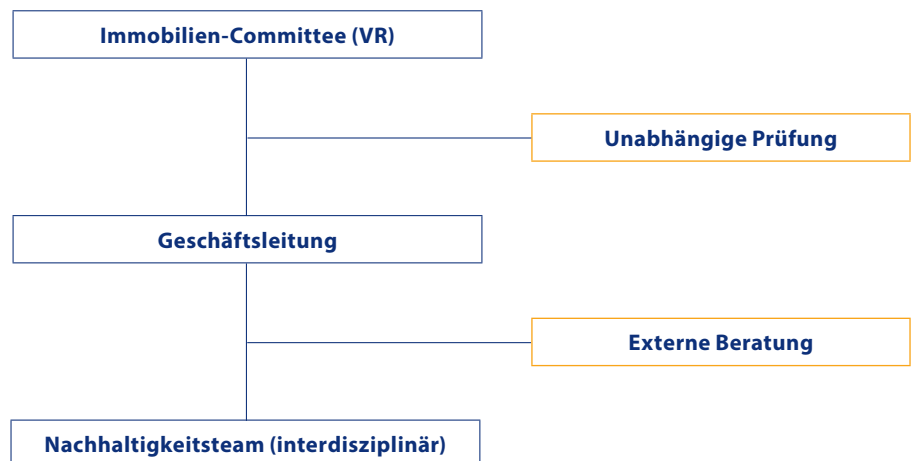 Immobilien-Committee (VR)
Unabhängige Prüfung
Geschäftsleitung
Externe Beratung
Nachhaltigkeitsteam (interdisziplinär)